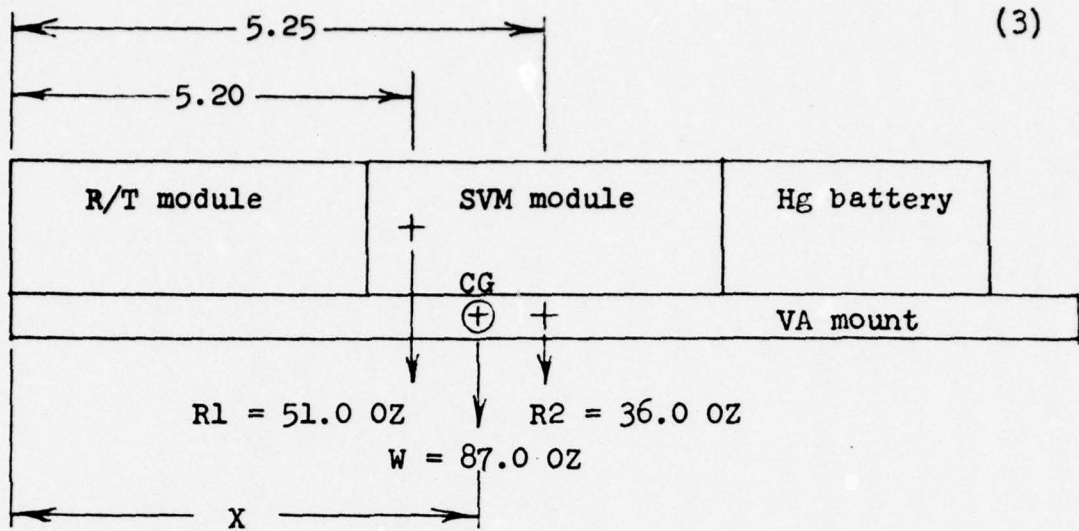 (3)
5.25
5.20
R/T module
SVM module
Hg battery
CG
VA mount
R1 = 51.0 OZ
R2 = 36.0 OZ
W = 87.0 OZ
X